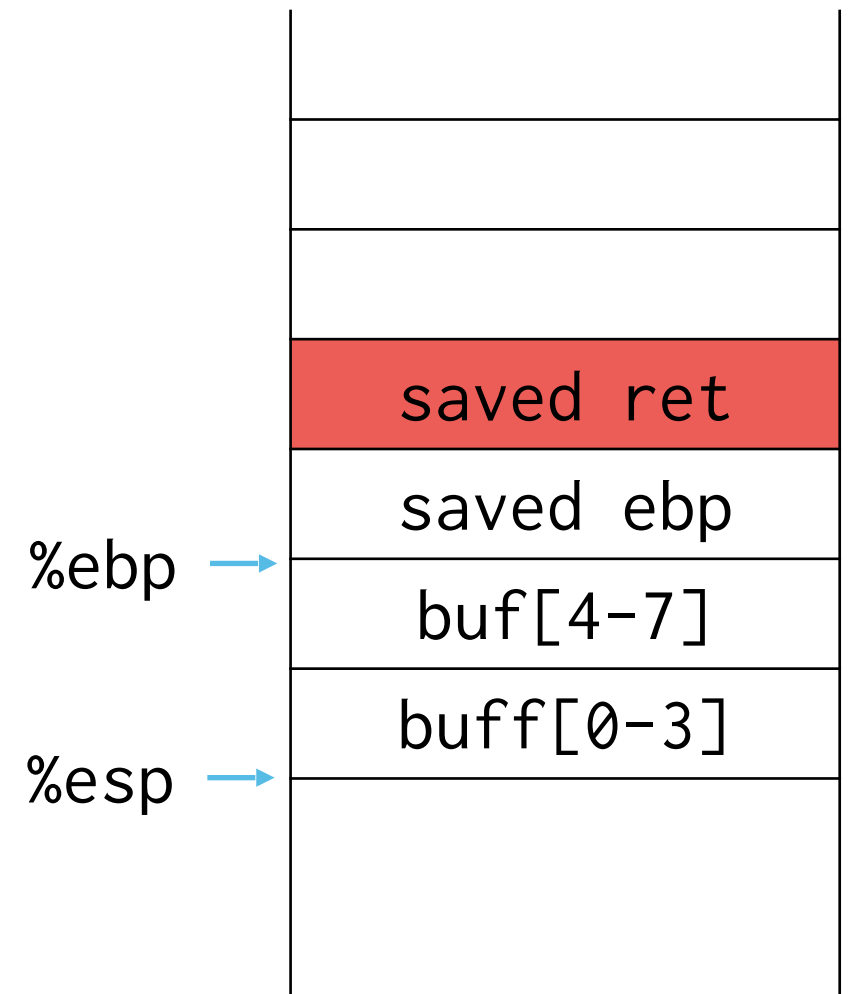 saved ret
saved ebp
%ebp
buf[4-7]
buff[0-3]
%esp